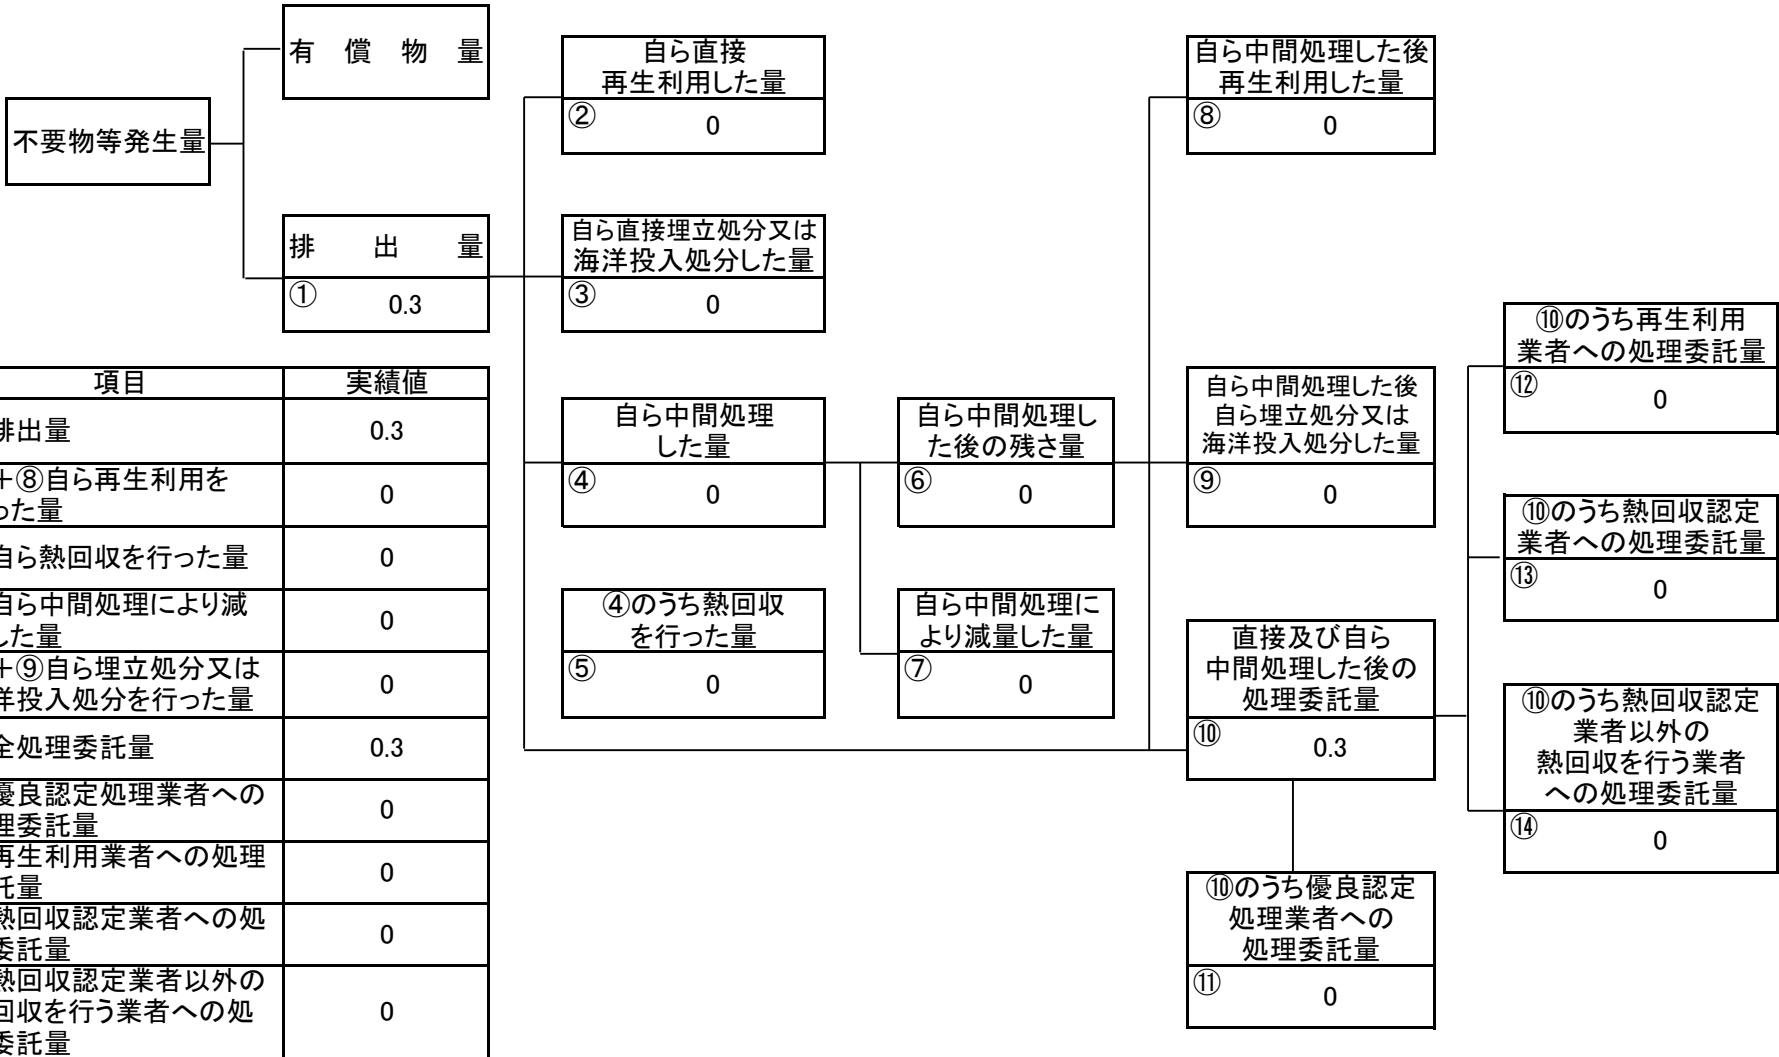 有 償 物 量
不要物等発生量
排 出 量
① 0.3
自ら直接
再生利用した量
② 0
自ら直接埋立処分又は
海洋投入処分した量
③ 0
自ら中間処理
した量
④ 0
④のうち熱回収
を行った量
⑤ 0
自ら中間処理し
た後の残さ量
⑥ 0
自ら中間処理に
より減量した量
⑦ 0
自ら中間処理した後
再生利用した量
⑧ 0
自ら中間処理した後
自ら埋立処分又は
海洋投入処分した量
⑨ 0
直接及び自ら
中間処理した後の
処理委託量
⑩ 0.3
⑩のうち優良認定
処理業者への
処理委託量
⑪ 0
⑩のうち再生利用
業者への処理委託量
⑫ 0
⑩のうち熱回収認定
業者への処理委託量
⑬ 0
⑩のうち熱回収認定
業者以外の
熱回収を行う業者
への処理委託量
⑭ 0
項目 実績値
排出量 0.3
+⑧自ら再生利用を
った量 0
自ら熱回収を行った量 0
自ら中間処理により減
した量 0
+⑨自ら埋立処分又は
洋投入処分を行った量 0
全処理委託量 0.3
優良認定処理業者への
理委託量 0
再生利用業者への処理
託量 0
熱回収認定業者への処
委託量 0
熱回収認定業者以外の
回収を行う業者への処
委託量 0